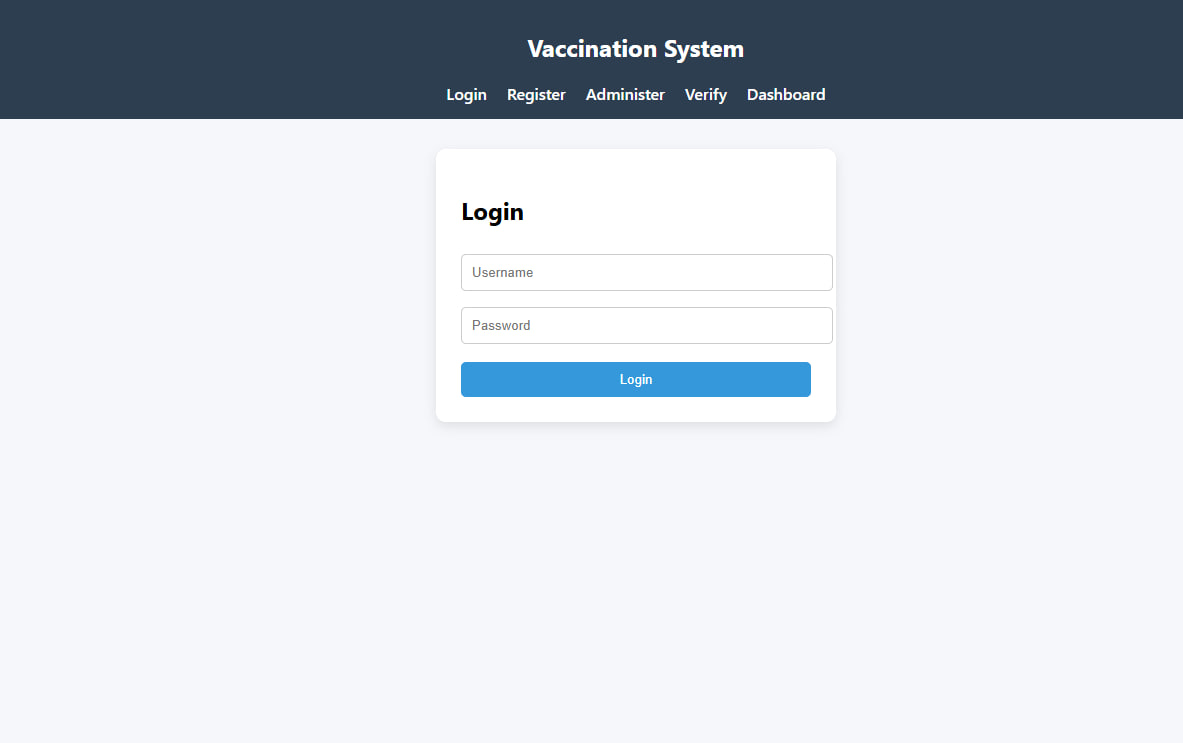 Vaccination System
Login Register Administer Verify Dashboard
Login
Username
Password
Login